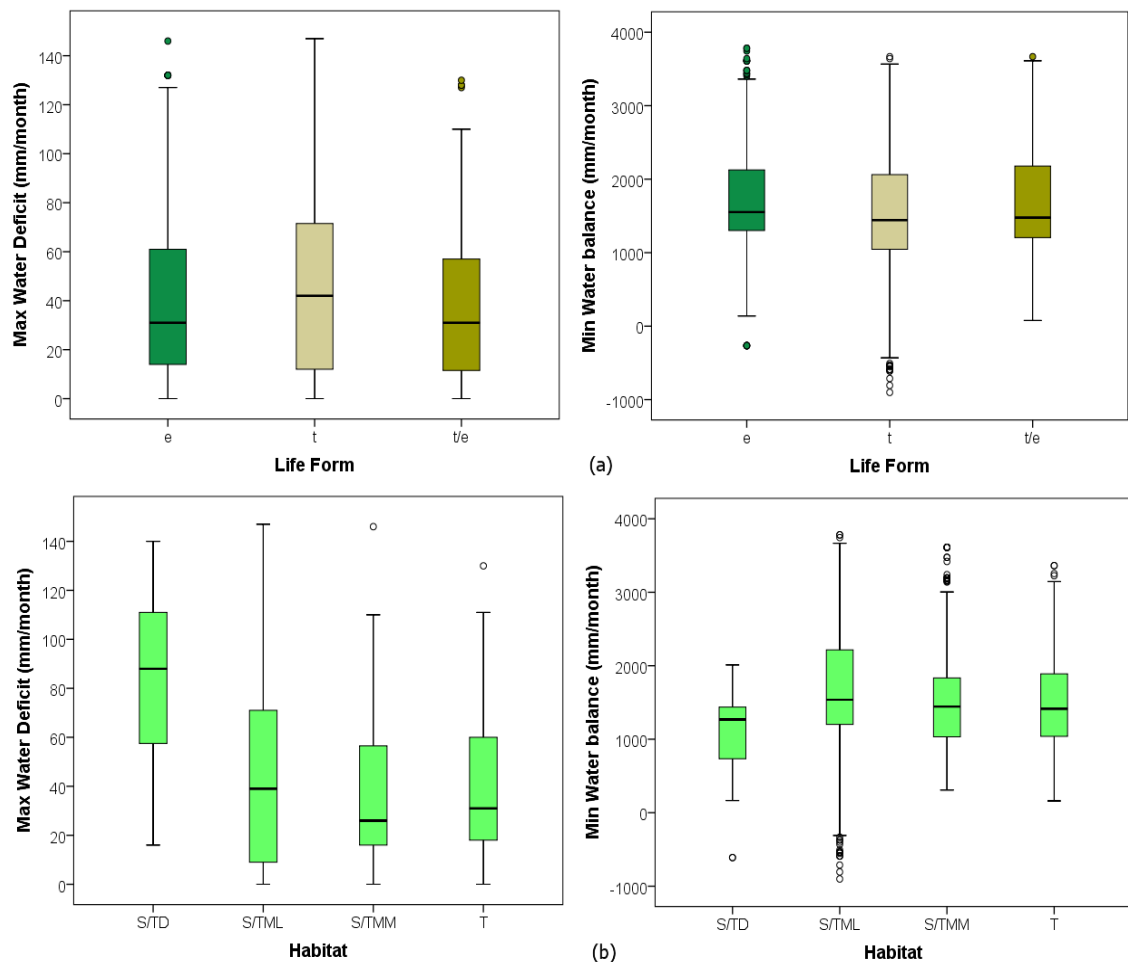 Max Water Deficit (mm/month)
140
120
100
80
60
40
20
0
e t t/e
Life Form
Min Water balance (mm/month)
4000
3000
2000
1000
0
-1000
e t t/e
Life Form
(a)
Max Water Deficit (mm/month)
140
120
100
80
60
40
20
0
S/TD S/TML S/TMM T
Habitat
Min Water balance (mm/month)
4000
3000
2000
1000
0
-1000
S/TD S/TML S/TMM T
Habitat
(b)